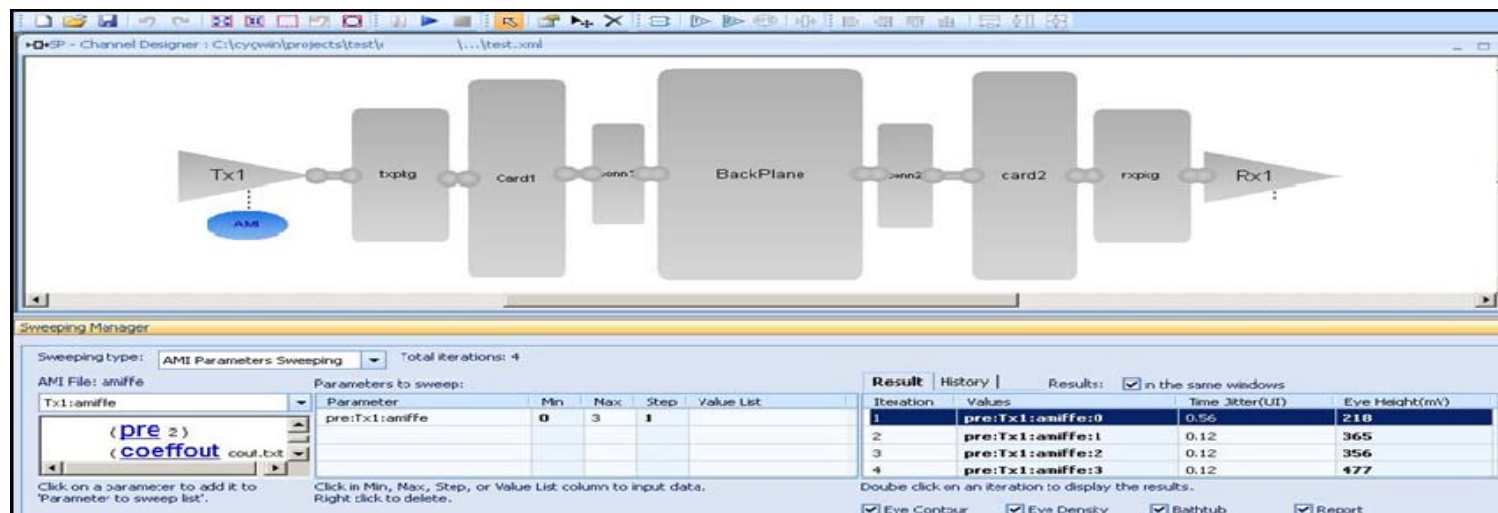 SP - Channel Designer : C:\cygwin\projects\test\ \...\test.xml
Tx1
AMI
txpkg
Card1
conn1
BackPlane
conn2
card2
rxpkg
Rx1
Sweeping Manager
Sweeping type: AMI Parameters Sweeping Total iterations: 4
AMI File: amiffe
Tx1:amiffe
(pre 2)
(coeffout cout.txt
Click on a parameter to add it to
'Parameter to sweep list'.
Parameters to sweep:
Parameter Min Max Step Value List
pre:Tx1:amiffe 0 3 1
Click in Min, Max, Step, or Value List column to input data.
Right click to delete.
Result History Results: in the same windows
Iteration Values Time Jitter(UI) Eye Height(mV)
1 pre:Tx1:amiffe:0 0.56 218
2 pre:Tx1:amiffe:1 0.12 365
3 pre:Tx1:amiffe:2 0.12 356
4 pre:Tx1:amiffe:3 0.12 477
Double click on an iteration to display the results.
Eye Contour Eye Density Bathtub Report